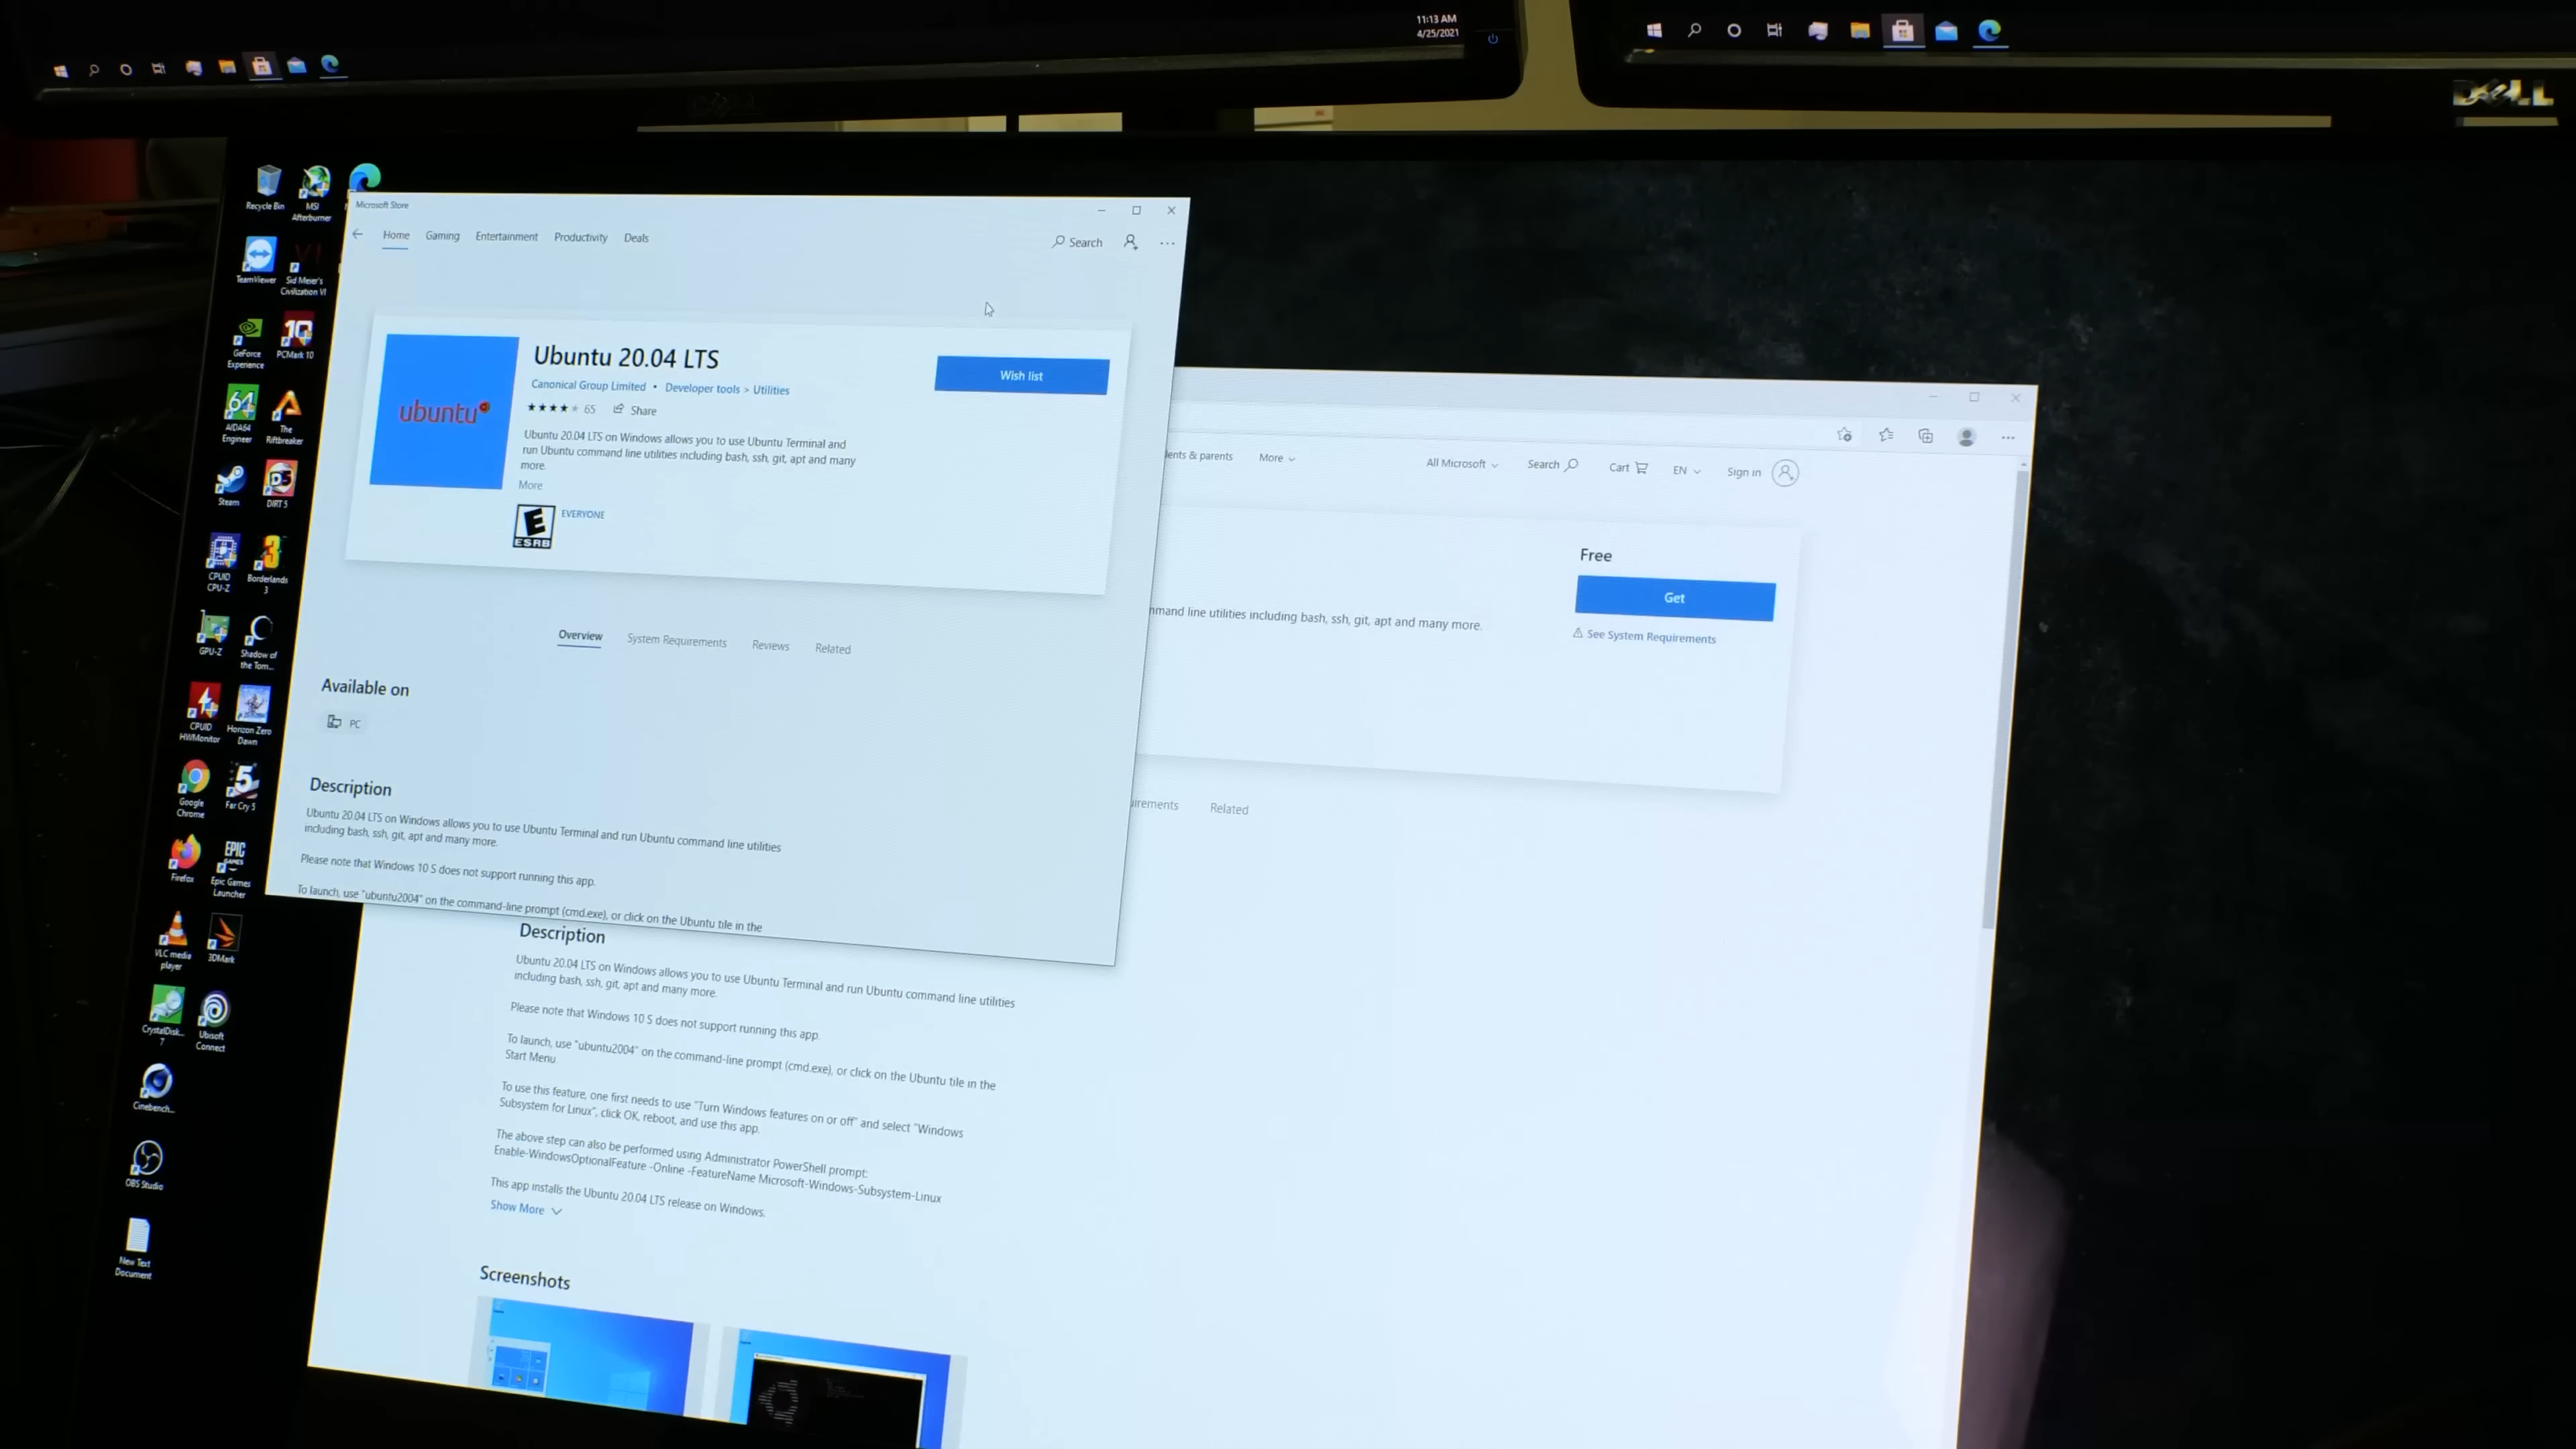 11:13 AM
4/25/2021
DELL
DELL
Recycle Bin
MSI
Afterburner
TeamViewer
Sid Meier's
Civilization VI
GeForce
Experience
PCMark 10
AIDA64
Engineer
The
Riftbreaker
Steam
DIRT 5
CPUID
CPU-Z
Borderlands
3
GPU-Z
Shadow of
the Tom...
CPUID
HWMonitor
Horizon Zero
Dawn
Google
Chrome
Far Cry 5
Firefox
EPIC
GAMES
Epic Games
Launcher
VLC media
player
3DMark
CrystalDisk...
7
Ubisoft
Connect
Cinebench...
OBS Studio
New Text
Document
Microsoft Store
Home Gaming Entertainment Productivity Deals
Search
ubuntu
Ubuntu 20.04 LTS
Wish list
Canonical Group Limited • Developer tools > Utilities
65 Share
Ubuntu 20.04 LTS on Windows allows you to use Ubuntu Terminal and
run Ubuntu command line utilities including bash, ssh, git, apt and many
more.
More
E
ESRB
EVERYONE
Overview System Requirements Reviews Related
Available on
PC
Description
Ubuntu 20.04 LTS on Windows allows you to use Ubuntu Terminal and run Ubuntu command line utilities
including bash, ssh, git, apt and many more.
Please note that Windows 10 S does not support running this app.
To launch, use "ubuntu2004" on the command-line prompt (cmd.exe), or click on the Ubuntu tile in the
ents & parents More All Microsoft Search Cart EN Sign in
Free
Get
See System Requirements
mmand line utilities including bash, ssh, git, apt and many more.
uirements Related
Description
Ubuntu 20.04 LTS on Windows allows you to use Ubuntu Terminal and run Ubuntu command line utilities
including bash, ssh, git, apt and many more.
Please note that Windows 10 S does not support running this app.
To launch, use "ubuntu2004" on the command-line prompt (cmd.exe), or click on the Ubuntu tile in the
Start Menu
To use this feature, one first needs to use "Turn Windows features on or off" and select "Windows
Subsystem for Linux", click OK, reboot, and use this app.
The above step can also be performed using Administrator PowerShell prompt:
Enable-WindowsOptionalFeature -Online -FeatureName Microsoft-Windows-Subsystem-Linux
This app installs the Ubuntu 20.04 LTS release on Windows.
Show More
Screenshots